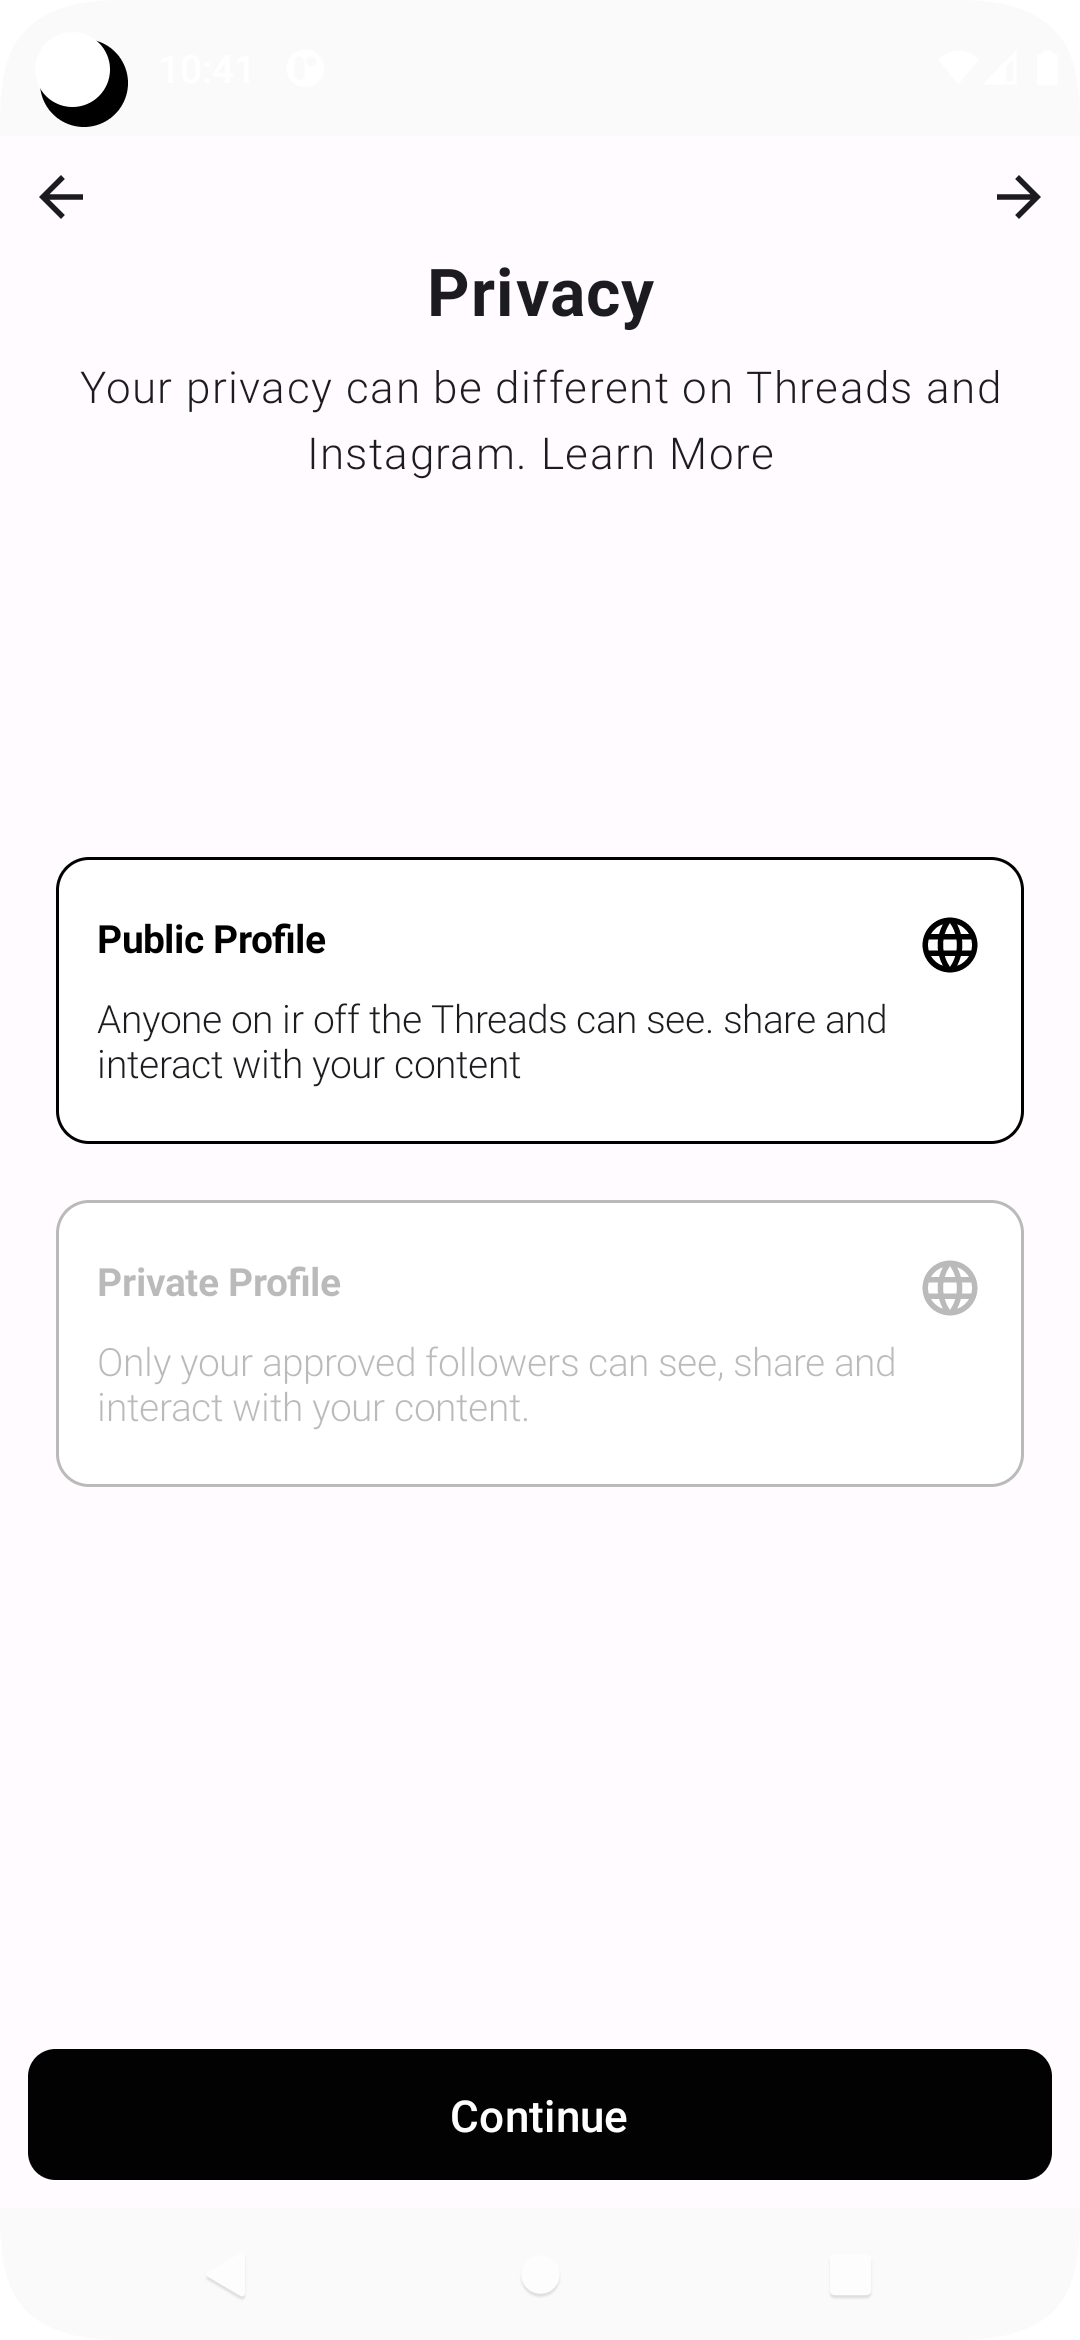 10:41
Privacy
Your privacy can be different on Threads and
Instagram. Learn More
Public Profile
Anyone on ir off the Threads can see. share and
interact with your content
Private Profile
Only your approved followers can see, share and
interact with your content.
Continue